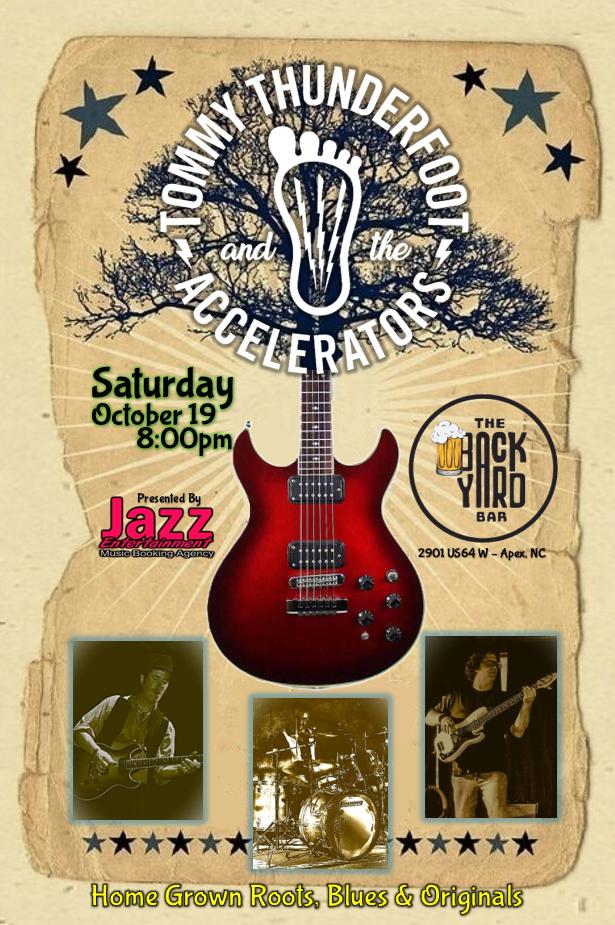 TOMMY THUNDERFOOT
and the
ACCELERATORS
Saturday
October 19
8:00pm
THE
BACK
YARD
BAR
Presented By
Jazz
Entertainment
Music Booking Agency
2901 US64 W - Apex, NC
Ludwig
Home Grown Roots, Blues & Originals